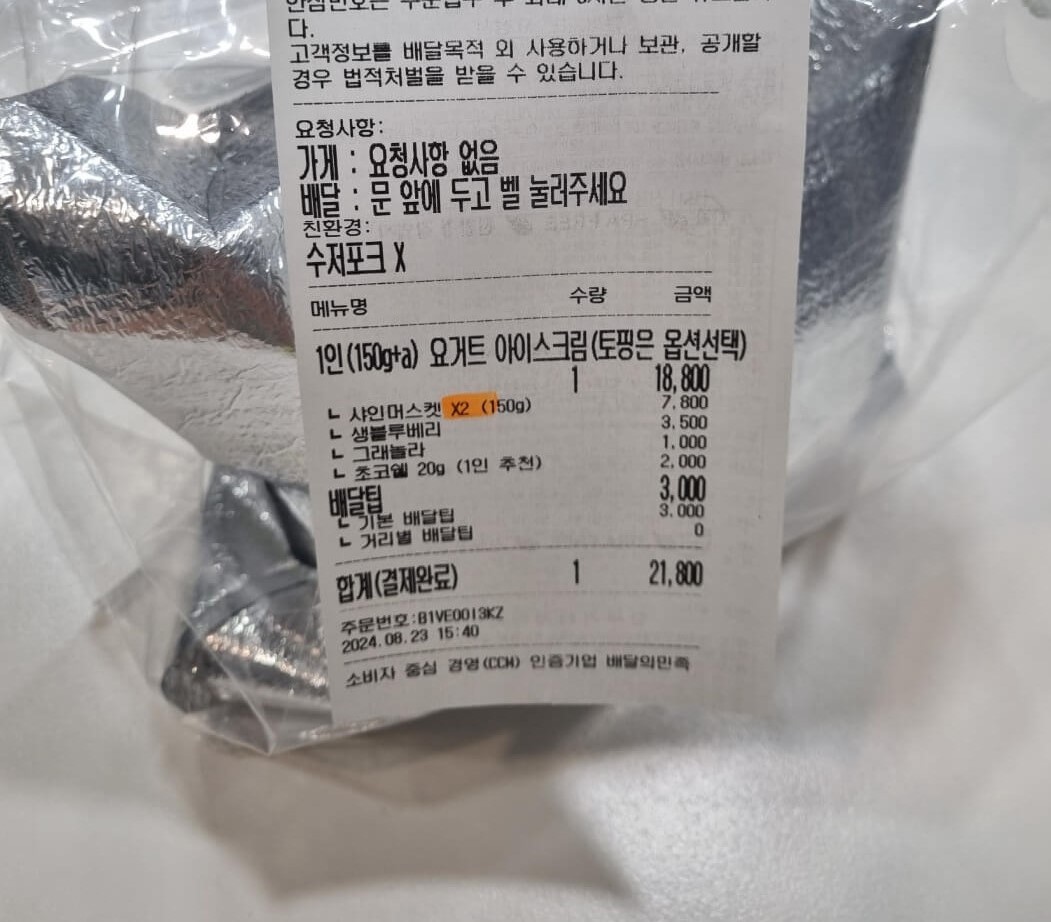 다.
고객정보를 배달목적 외 사용하거나 보관, 공개할
경우 법적처벌을 받을 수 있습니다.
요청사항:
가게 : 요청사항 없음
배달 : 문 앞에 두고 벨 눌러주세요
친환경:
수저포크 X
메뉴명 수량 금액
1인(150g+a) 요거트 아이스크림(토핑은 옵션선택)
1 18,800
ㄴ 샤인머스켓 X2 (150g) 7,800
ㄴ 생블루베리 3,500
ㄴ 그래놀라 1,000
ㄴ 초코쉘 20g (1인 추천) 2,000
배달팁 3,000
ㄴ 기본 배달팁 3,000
ㄴ 거리별 배달팁 0
합계(결제완료) 1 21,800
주문번호:B1VE0013KZ
2024.08.23 15:40
소비자 중심 경영(CCM) 인증기업 배달의민족